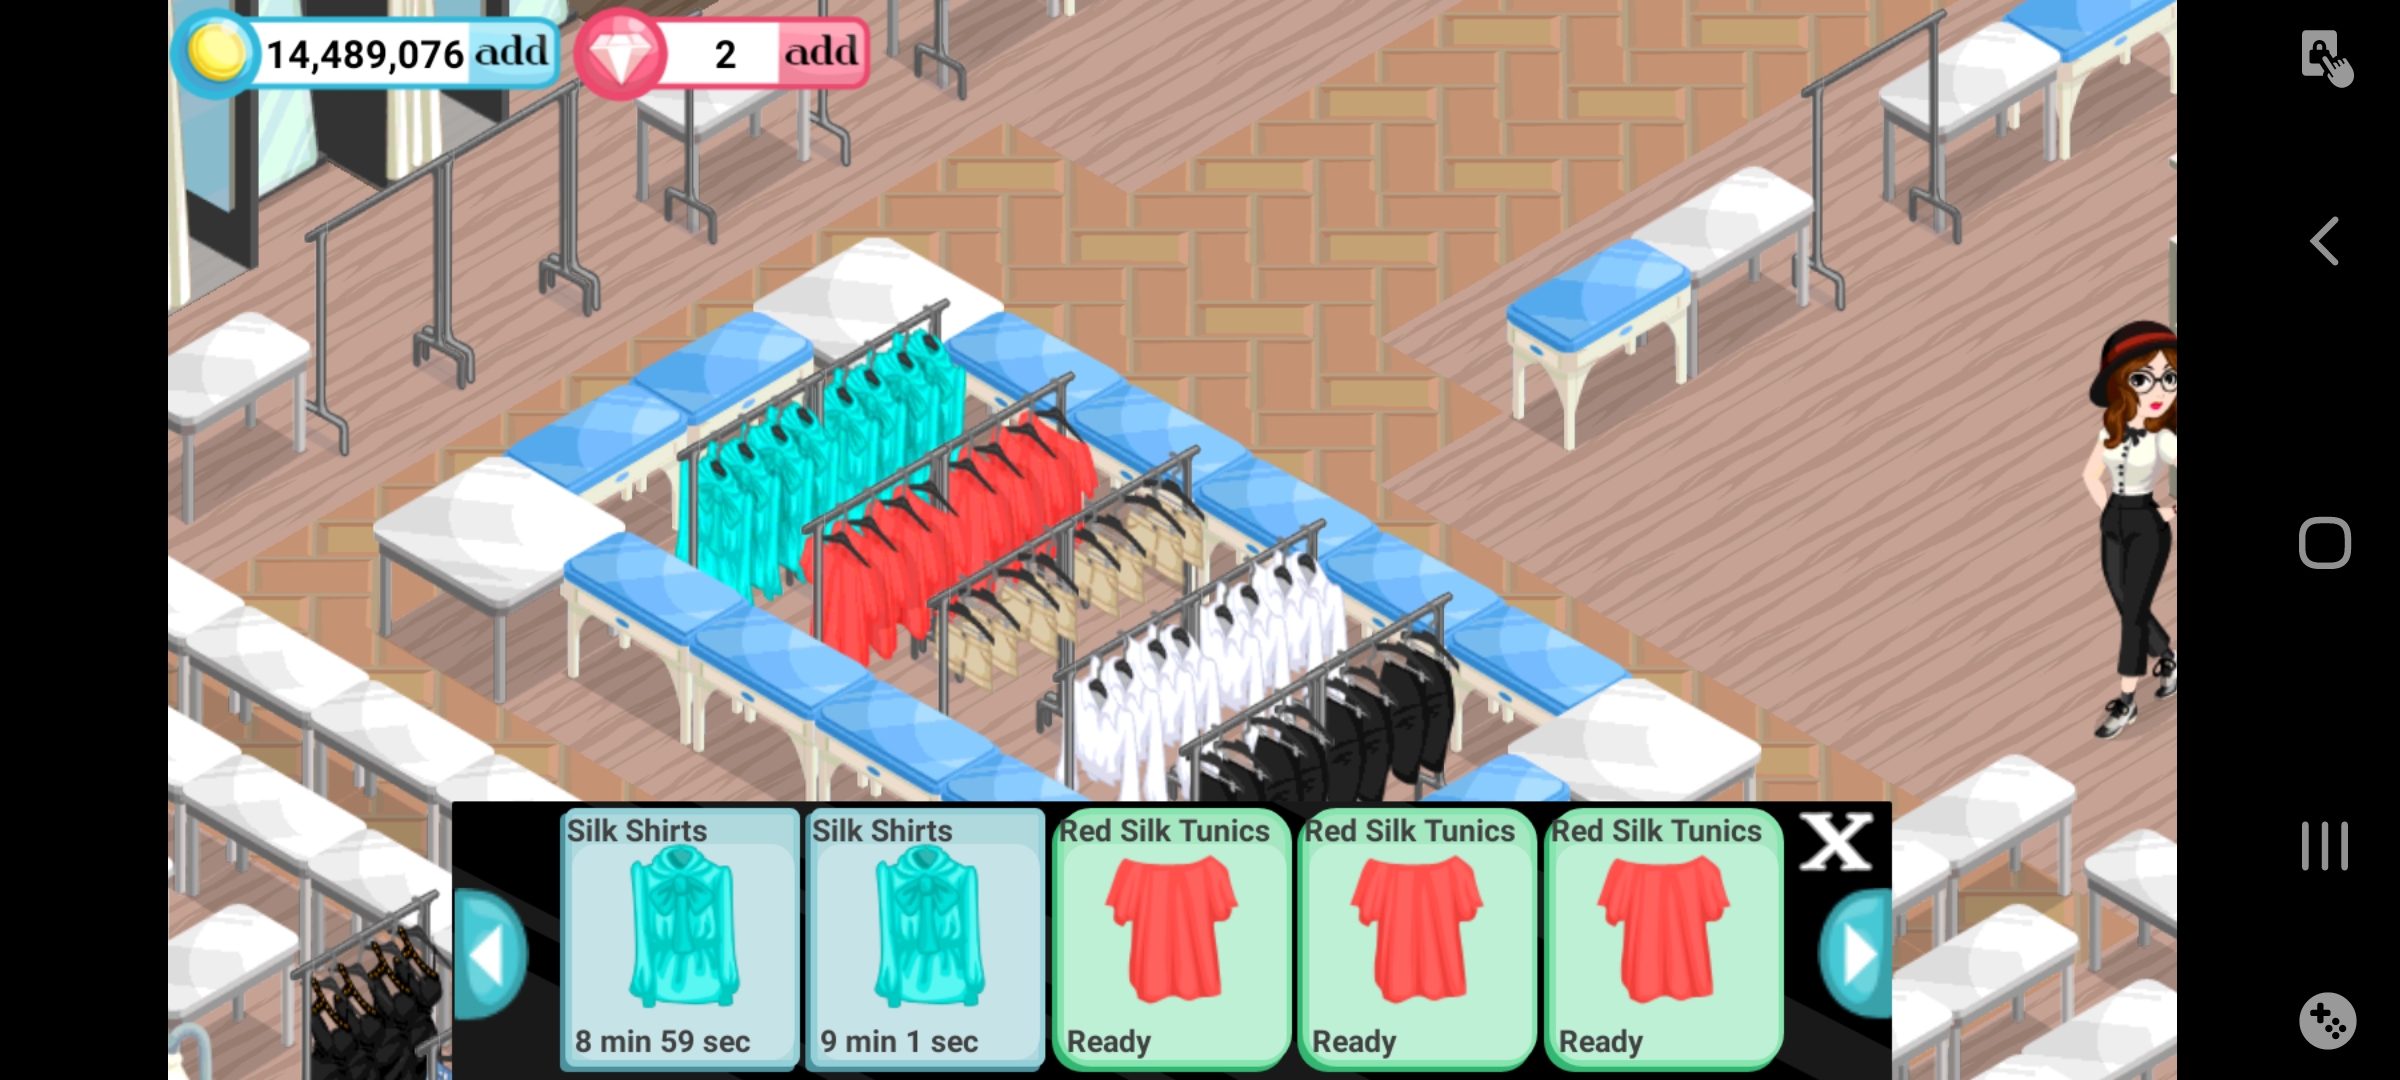 14,489,076 add
2 add
Silk Shirts
8 min 59 sec
Silk Shirts
9 min 1 sec
Red Silk Tunics
Ready
Red Silk Tunics
Ready
Red Silk Tunics
Ready
X